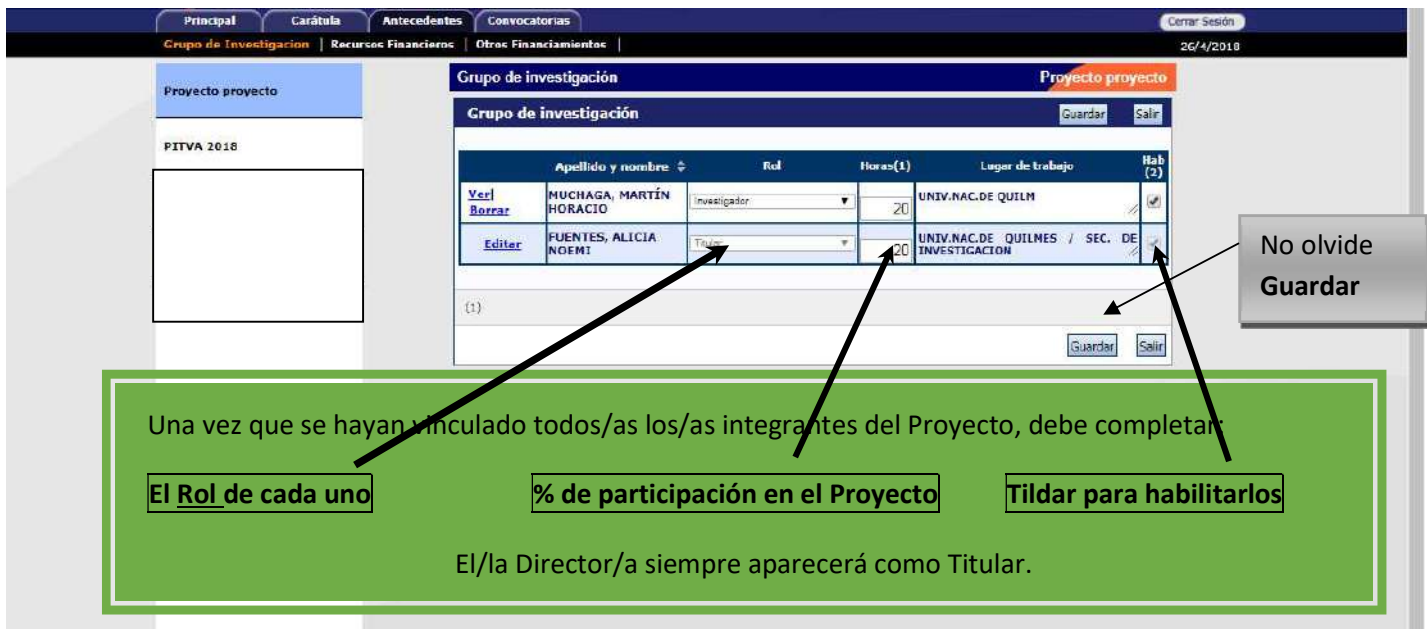 Principal Carátula Antecedentes Convocatorias Cerrar Sesión
Grupo de Investigacion | Recursos Financieros | Otros Financiamientos | 26/4/2018
Proyecto proyecto
PITVA 2018
Grupo de investigación Proyecto proyecto
Grupo de investigación Guardar Salir
Apellido y nombre Rol Horas(1) Lugar de trabajo Hab (2)
Ver| Borrar
MUCHAGA, MARTÍN
HORACIO
Investigador
20
UNIV.NAC.DE QUILM
Editar
FUENTES, ALICIA
NOEMI
Titular
20
UNIV.NAC.DE QUILMES / SEC. DE
INVESTIGACION
(1)
Guardar Salir
No olvide
Guardar
Una vez que se hayan vinculado todos/as los/as integrantes del Proyecto, debe completar:
El Rol de cada uno
% de participación en el Proyecto
Tildar para habilitarlos
El/la Director/a siempre aparecerá como Titular.